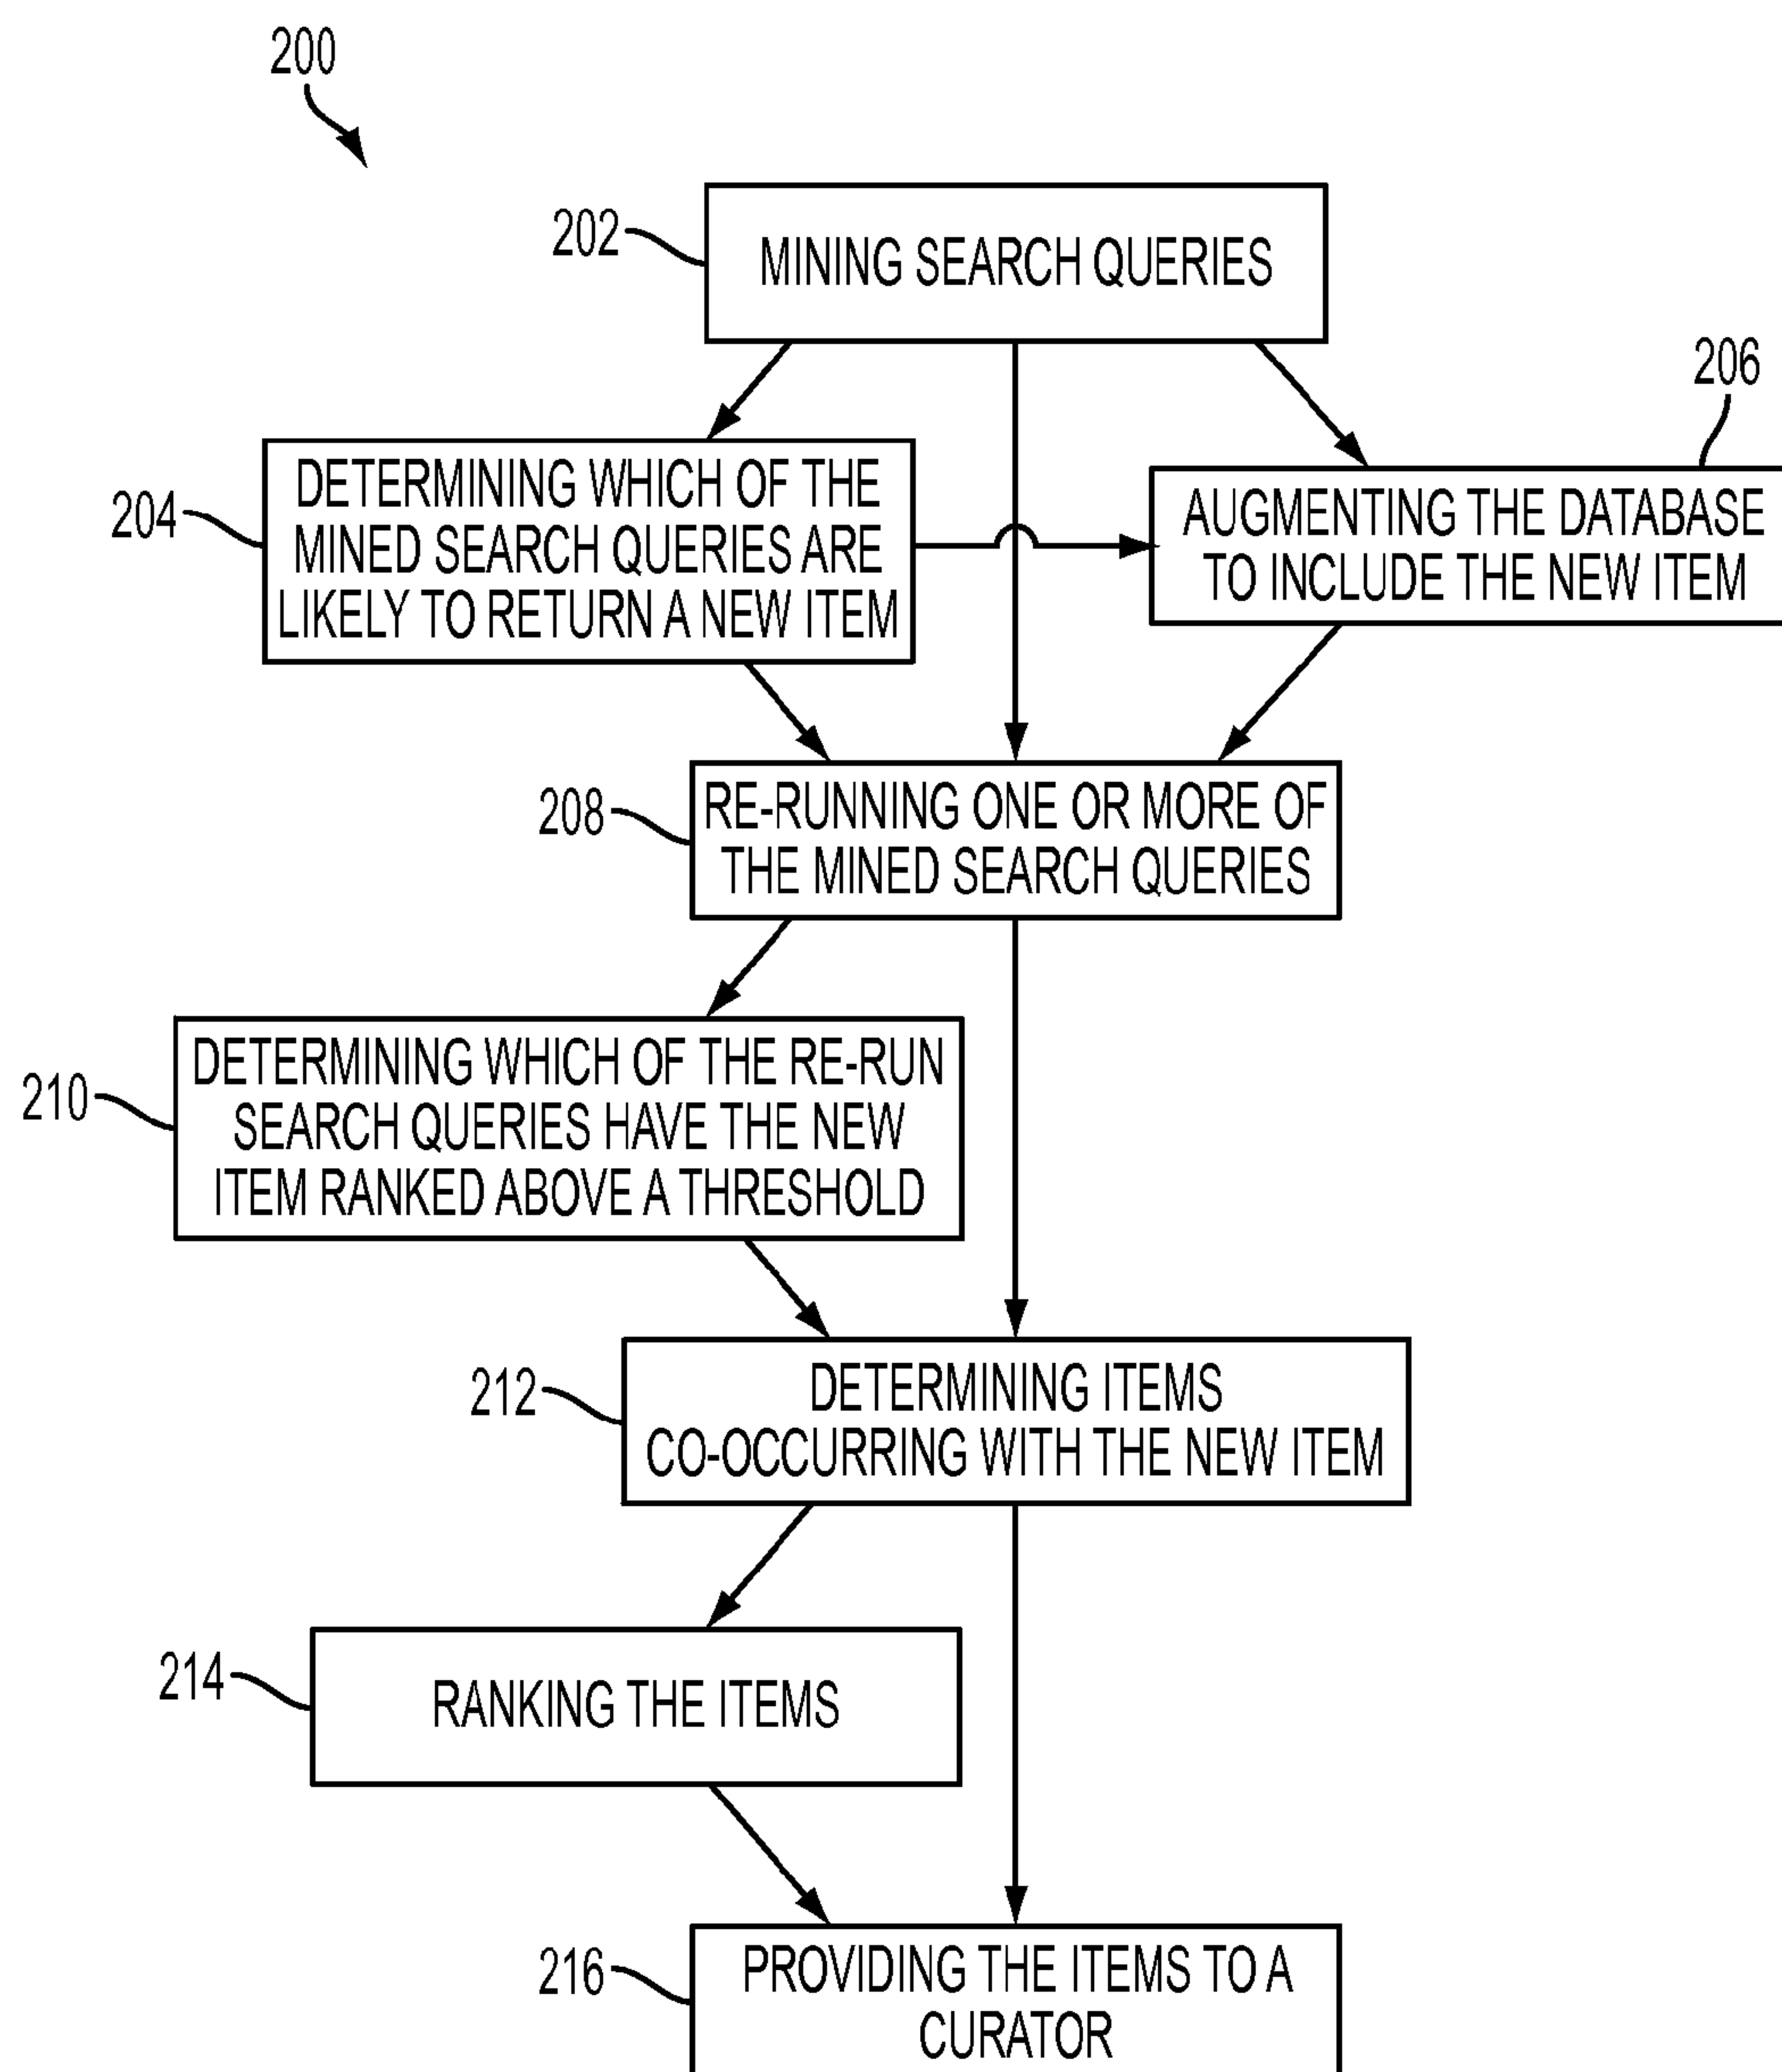 200
202
MINING SEARCH QUERIES
206
204
DETERMINING WHICH OF THE
MINED SEARCH QUERIES ARE
LIKELY TO RETURN A NEW ITEM
AUGMENTING THE DATABASE
TO INCLUDE THE NEW ITEM
208
RE-RUNNING ONE OR MORE OF
THE MINED SEARCH QUERIES
210
DETERMINING WHICH OF THE RE-RUN
SEARCH QUERIES HAVE THE NEW
ITEM RANKED ABOVE A THRESHOLD
212
DETERMINING ITEMS
CO-OCCURRING WITH THE NEW ITEM
214
RANKING THE ITEMS
216
PROVIDING THE ITEMS TO A
CURATOR